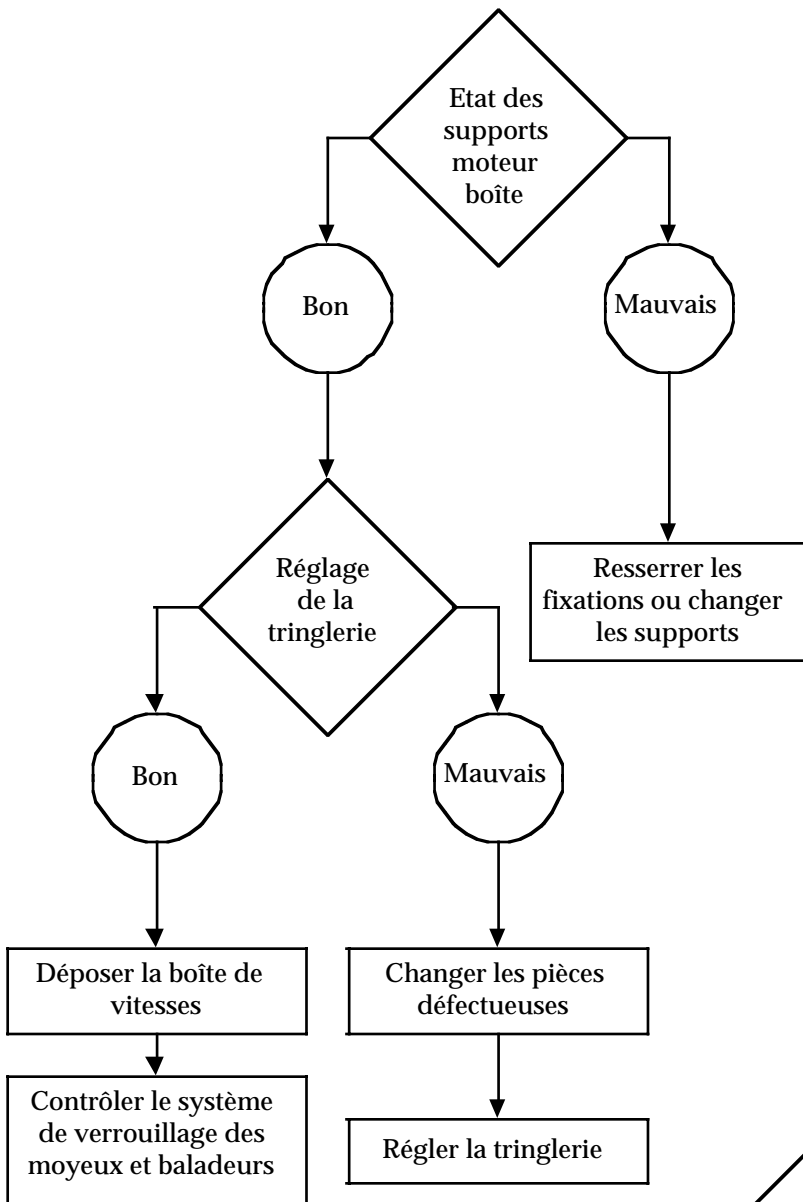 Etat des
supports
moteur
boîte
Bon
Mauvais
Réglage
de la
tringlerie
Resserrer les
fixations ou changer
les supports
Bon
Mauvais
Déposer la boîte de
vitesses
Changer les pièces
défectueuses
Contrôler le système
de verrouillage des
moyeux et baladeurs
Régler la tringlerie